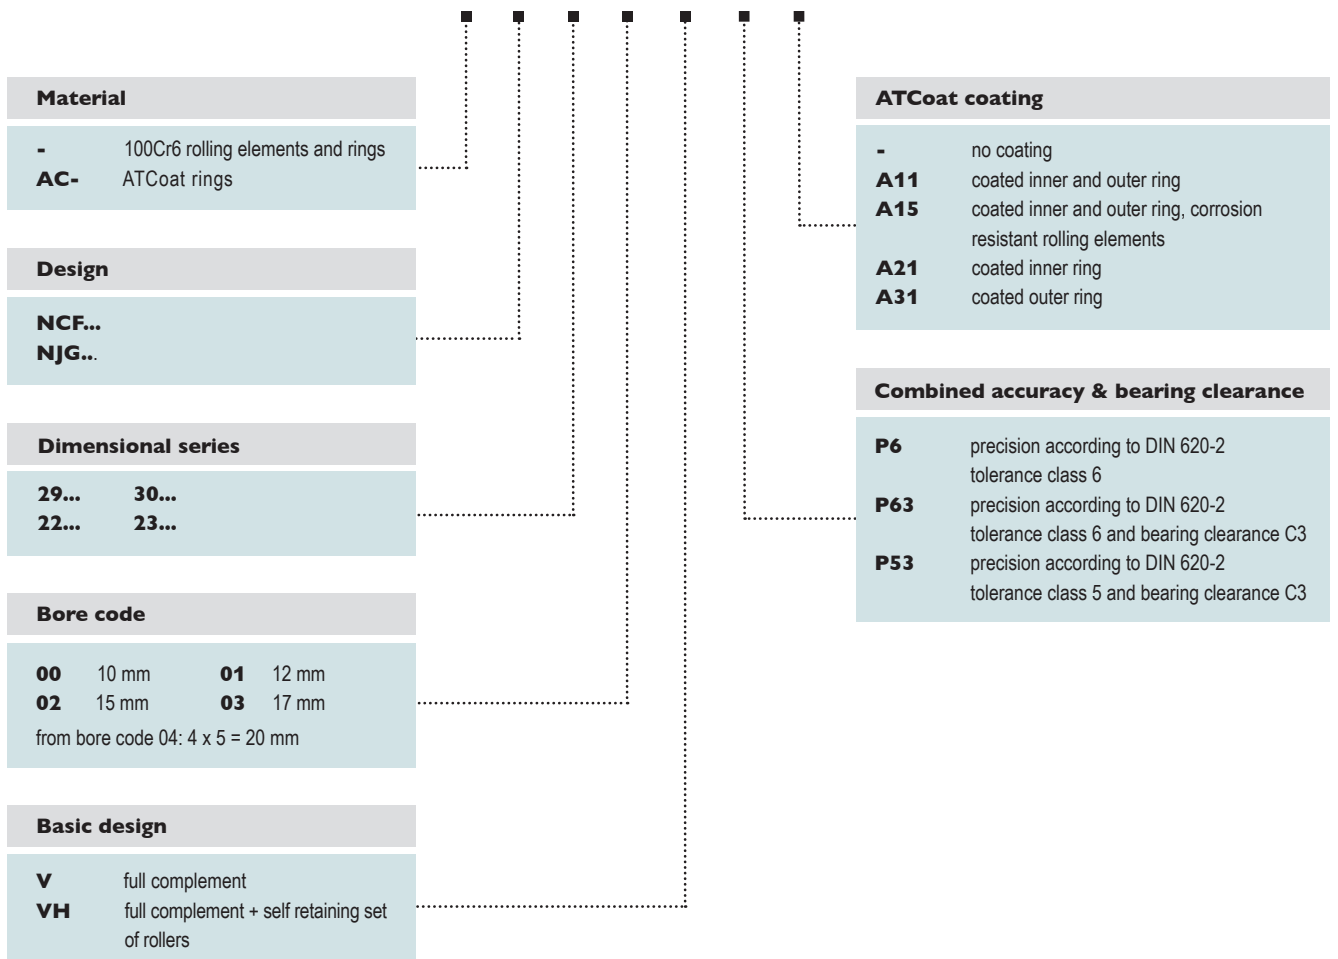 Material
- 100Cr6 rolling elements and rings
AC- ATCoat rings
Design
NCF...
NJG...
Dimensional series
29... 30...
22... 23...
Bore code
00 10 mm 01 12 mm
02 15 mm 03 17 mm
from bore code 04: 4 x 5 = 20 mm
Basic design
V full complement
VH full complement + self retaining set
of rollers
ATCoat coating
- no coating
A11 coated inner and outer ring
A15 coated inner and outer ring, corrosion
resistant rolling elements
A21 coated inner ring
A31 coated outer ring
Combined accuracy & bearing clearance
P6 precision according to DIN 620-2
tolerance class 6
P63 precision according to DIN 620-2
tolerance class 6 and bearing clearance C3
P53 precision according to DIN 620-2
tolerance class 5 and bearing clearance C3